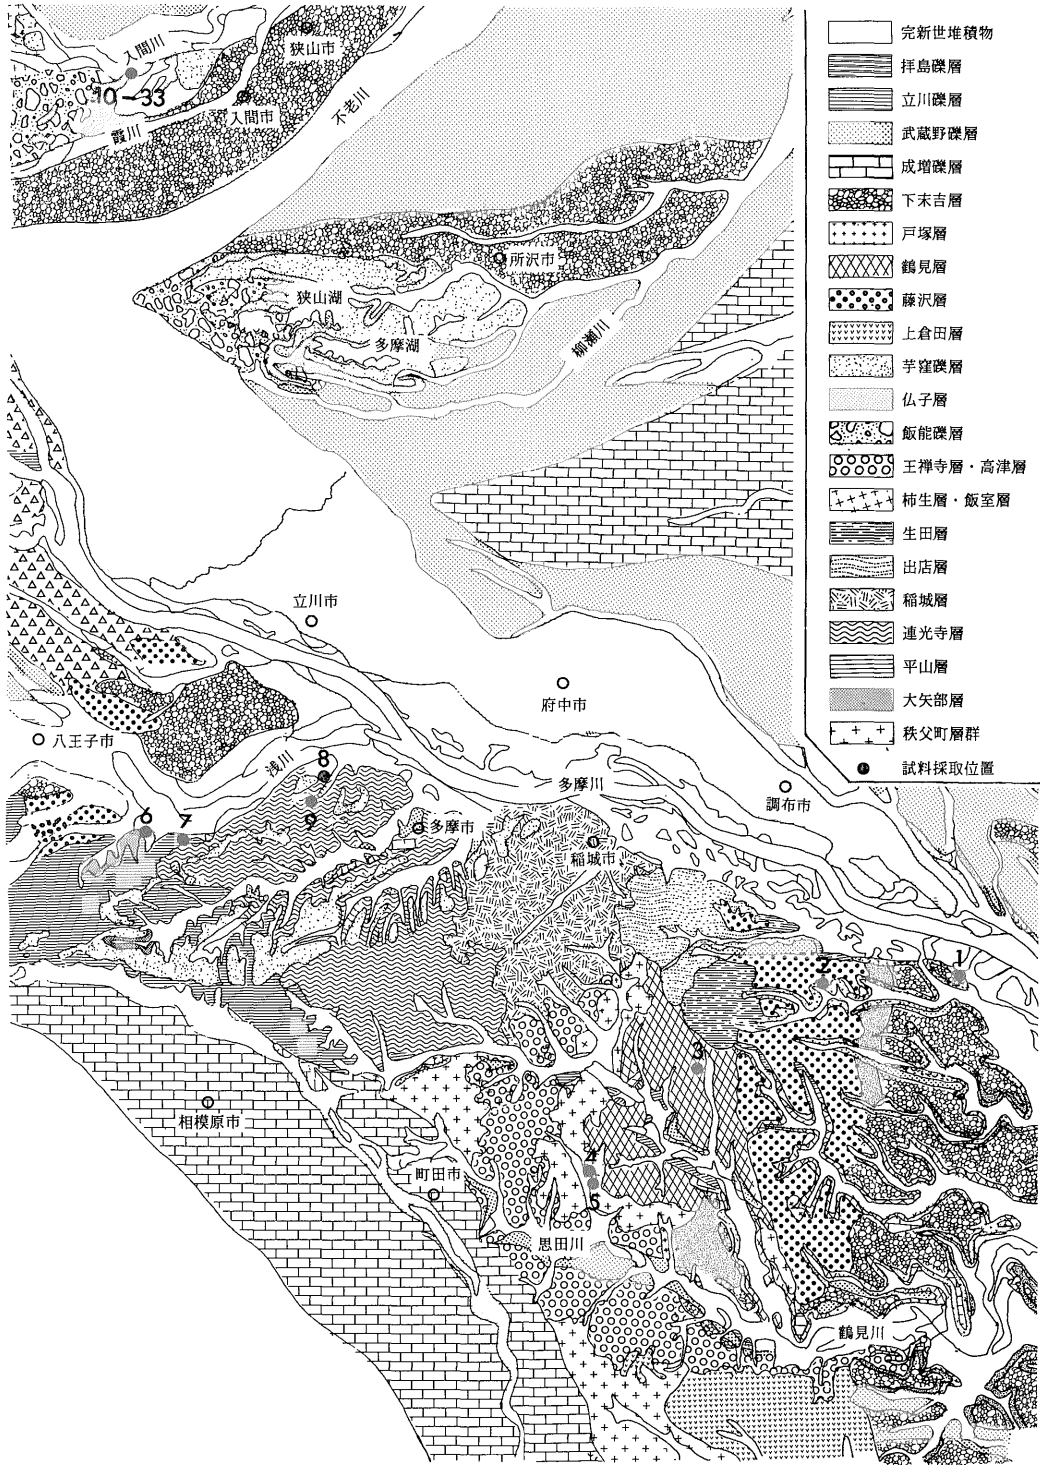 完新世堆積物
拝島礫層
立川礫層
武蔵野礫層
成増礫層
下末吉層
戸塚層
鶴見層
藤沢層
上倉田層
芋窪礫層
仏子層
飯能礫層
王禅寺層・高津層
柿生層・飯室層
生田層
出店層
稲城層
連光寺層
平山層
大矢部層
秩父町層群
試料採取位置
入間川
狭山市
10-33
入間市
不老川
霞川
所沢市
狭山湖
多摩湖
柳瀬川
立川市
府中市
八王子市
浅川
8
多摩川
調布市
6
7
9
多摩市
稲城市
1
2
3
相模原市
4
町田市
5
恩田川
鶴見川